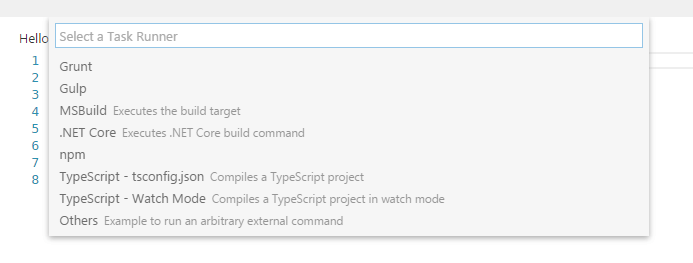 Select a Task Runner
Hello
Grunt
1
2
Gulp
3
MSBuild Executes the build target
4
.NET Core Executes .NET Core build command
5
6
npm
7
TypeScript - tsconfig.json Compiles a TypeScript project
8
TypeScript - Watch Mode Compiles a TypeScript project in watch mode
Others Example to run an arbitrary external command